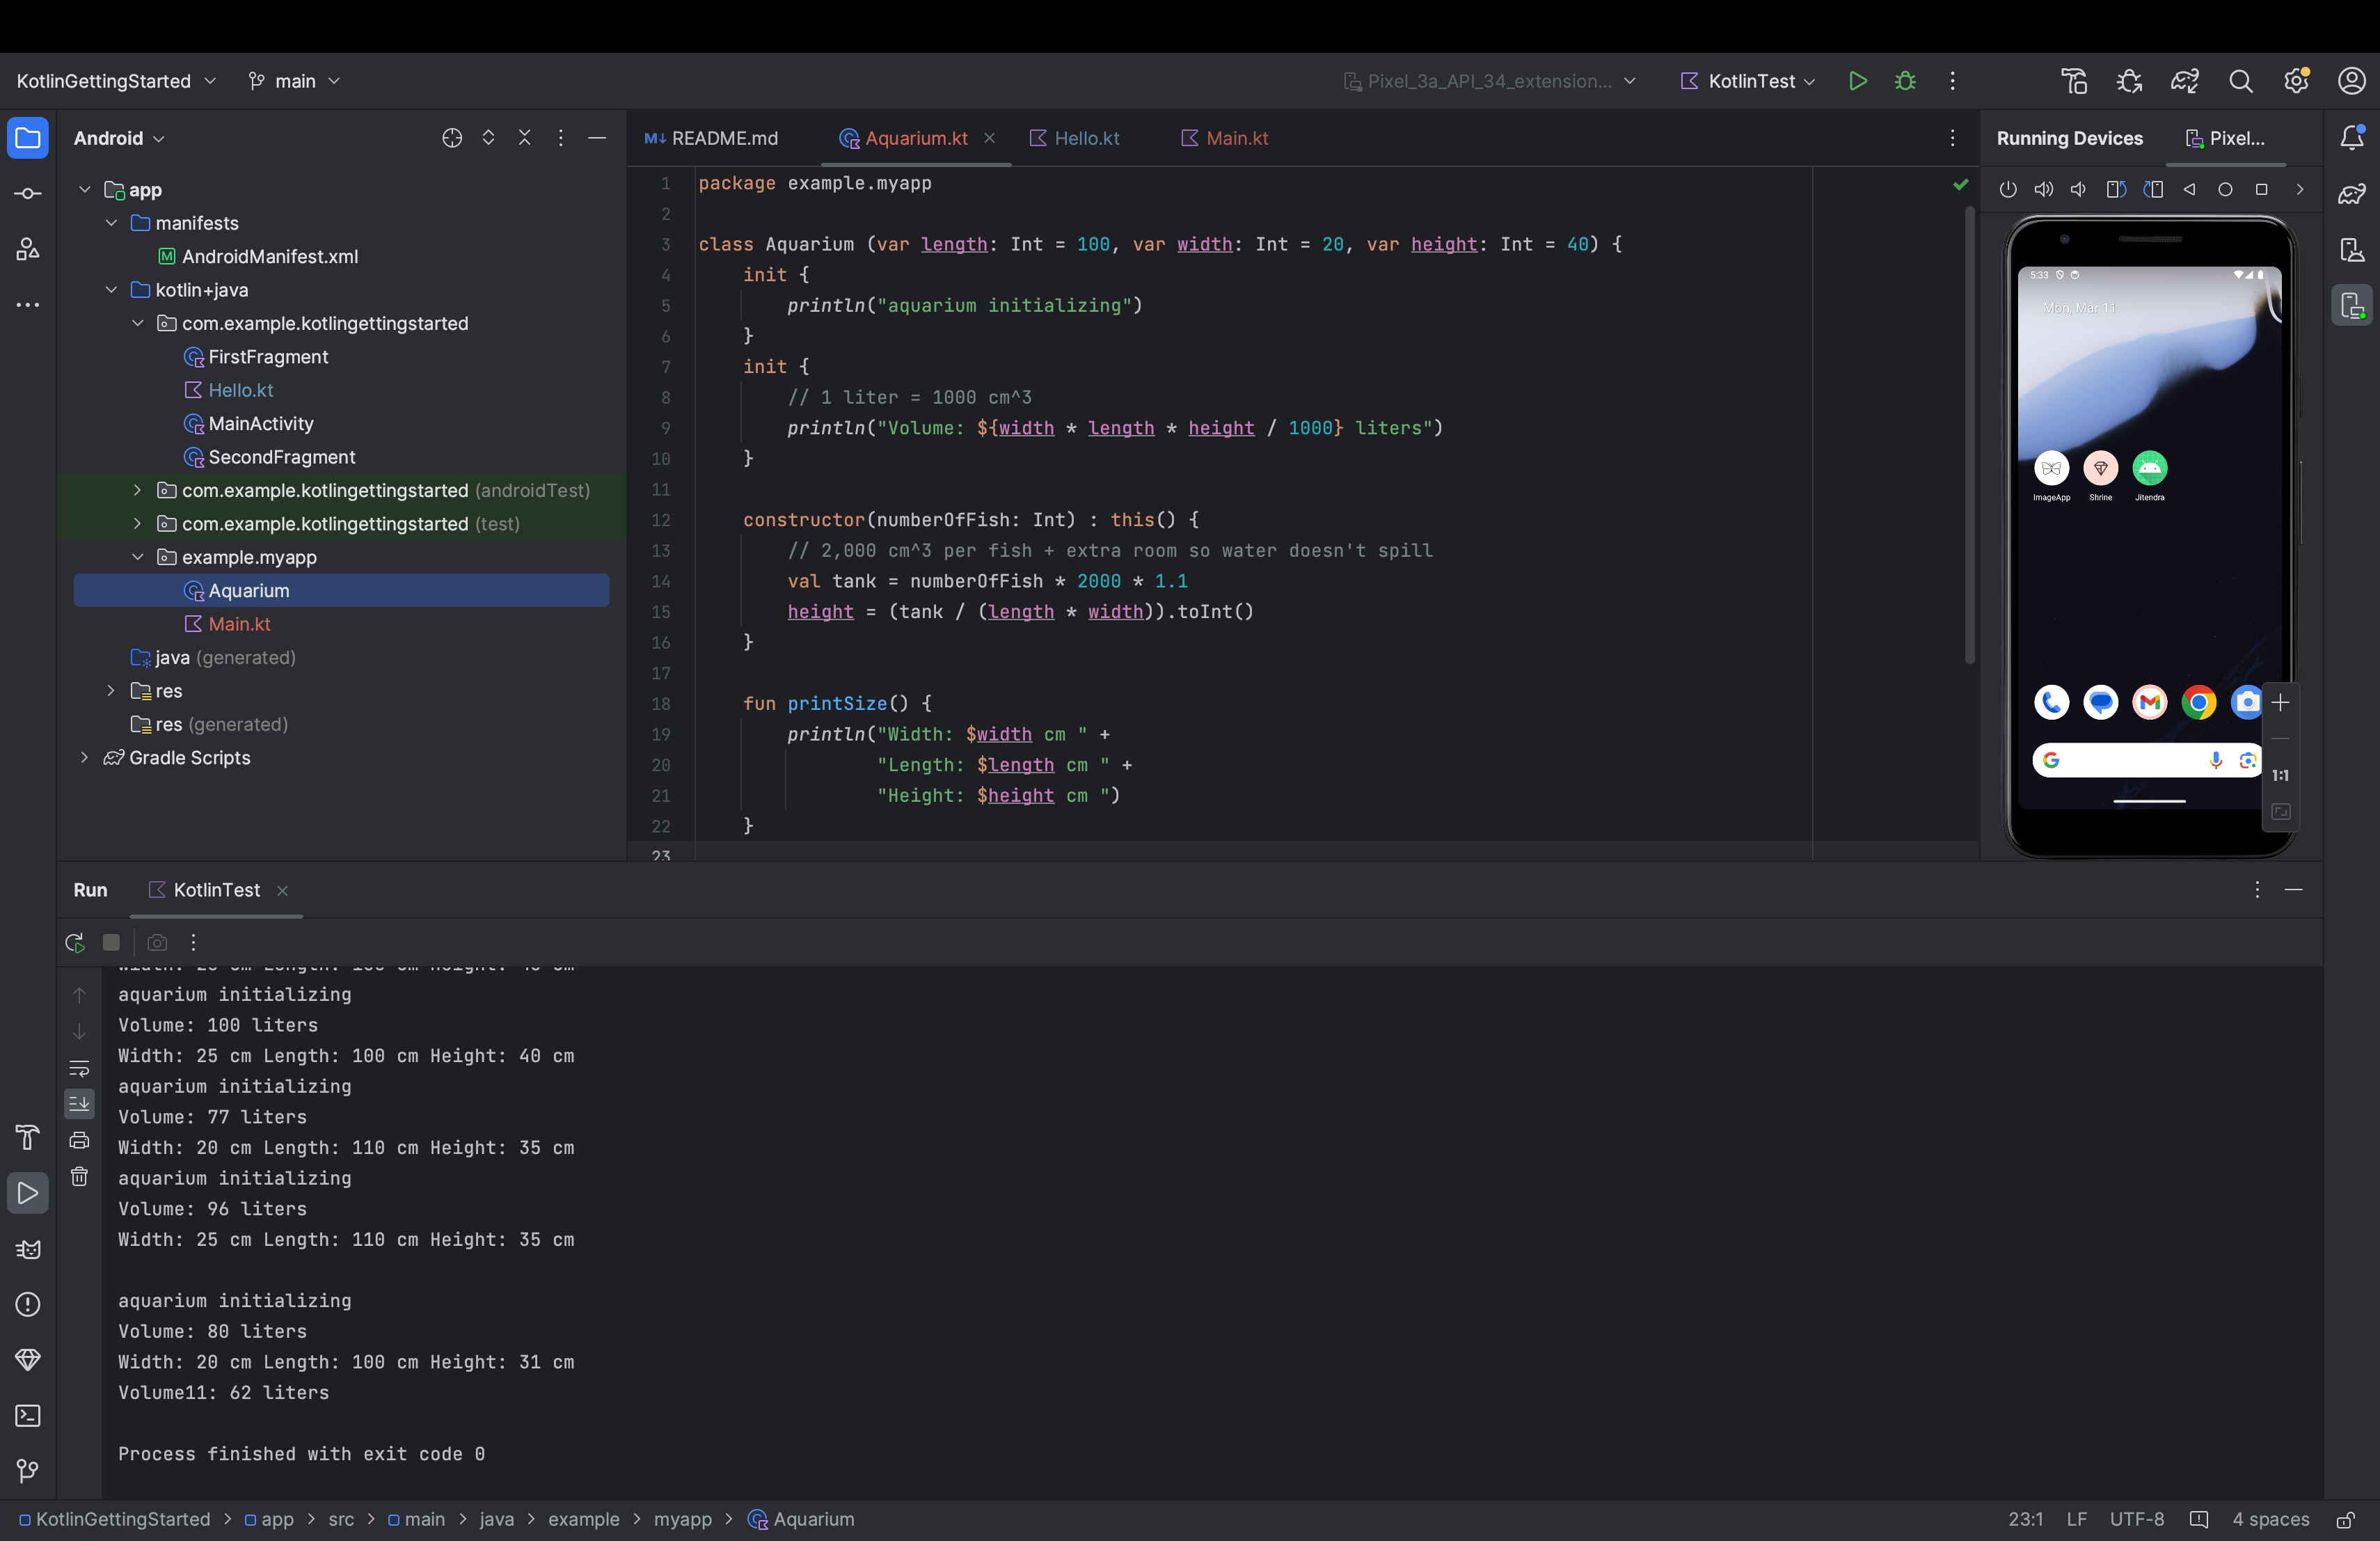 KotlinGettingStarted
main
Pixel_3a_API_34_extension...
KotlinTest
Android
README.md
Aquarium.kt
Hello.kt
Main.kt
Running Devices
Pixel...
app
manifests
AndroidManifest.xml
kotlin+java
com.example.kotlingettingstarted
FirstFragment
Hello.kt
MainActivity
SecondFragment
com.example.kotlingettingstarted (androidTest)
com.example.kotlingettingstarted (test)
example.myapp
Aquarium
Main.kt
java (generated)
res
res (generated)
Gradle Scripts
1 package example.myapp
2
3 class Aquarium (var length: Int = 100, var width: Int = 20, var height: Int = 40) {
4 init {
5 println("aquarium initializing")
6 }
7 init {
8 // 1 liter = 1000 cm^3
9 println("Volume: ${width * length * height / 1000} liters")
10 }
11
12 constructor(numberOfFish: Int) : this() {
13 // 2,000 cm^3 per fish + extra room so water doesn't spill
14 val tank = numberOfFish * 2000 * 1.1
15 height = (tank / (length * width)).toInt()
16 }
17
18 fun printSize() {
19 println("Width: $width cm " +
20 "Length: $length cm " +
21 "Height: $height cm ")
22 }
23
5:33
Mon, Mar 11
ImageApp
Shrine
Jitendra
1:1
Run
KotlinTest
aquarium initializing
Volume: 100 liters
Width: 25 cm Length: 100 cm Height: 40 cm
aquarium initializing
Volume: 77 liters
Width: 20 cm Length: 110 cm Height: 35 cm
aquarium initializing
Volume: 96 liters
Width: 25 cm Length: 110 cm Height: 35 cm
aquarium initializing
Volume: 80 liters
Width: 20 cm Length: 100 cm Height: 31 cm
Volume11: 62 liters
Process finished with exit code 0
KotlinGettingStarted > app > src > main > java > example > myapp > Aquarium
23:1 LF UTF-8 4 spaces